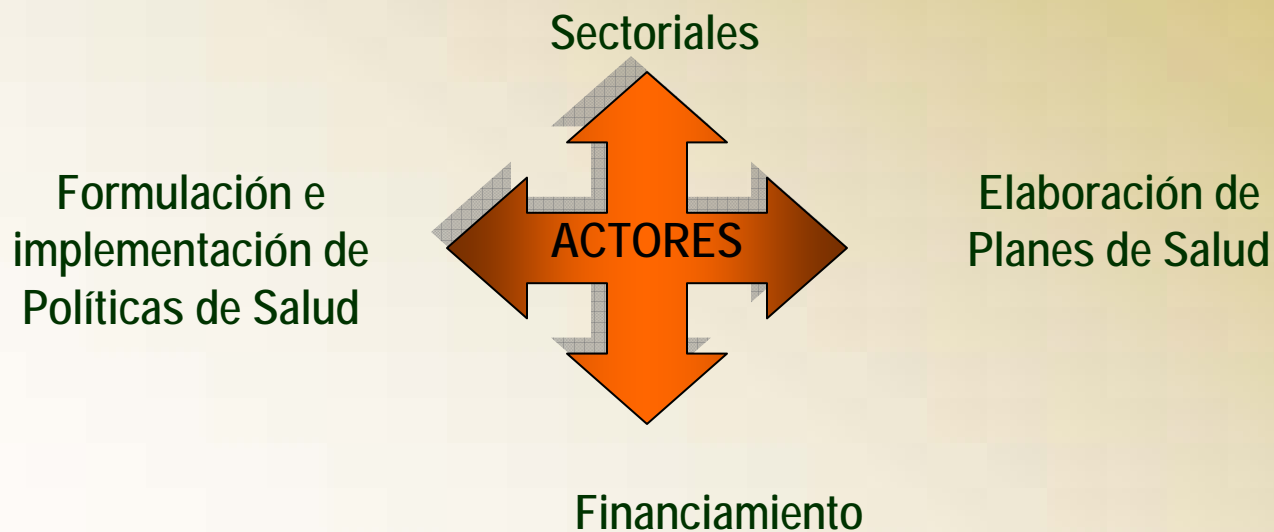 Sectoriales
Formulación e
implementación de
Políticas de Salud
ACTORES
Elaboración de
Planes de Salud
Financiamiento